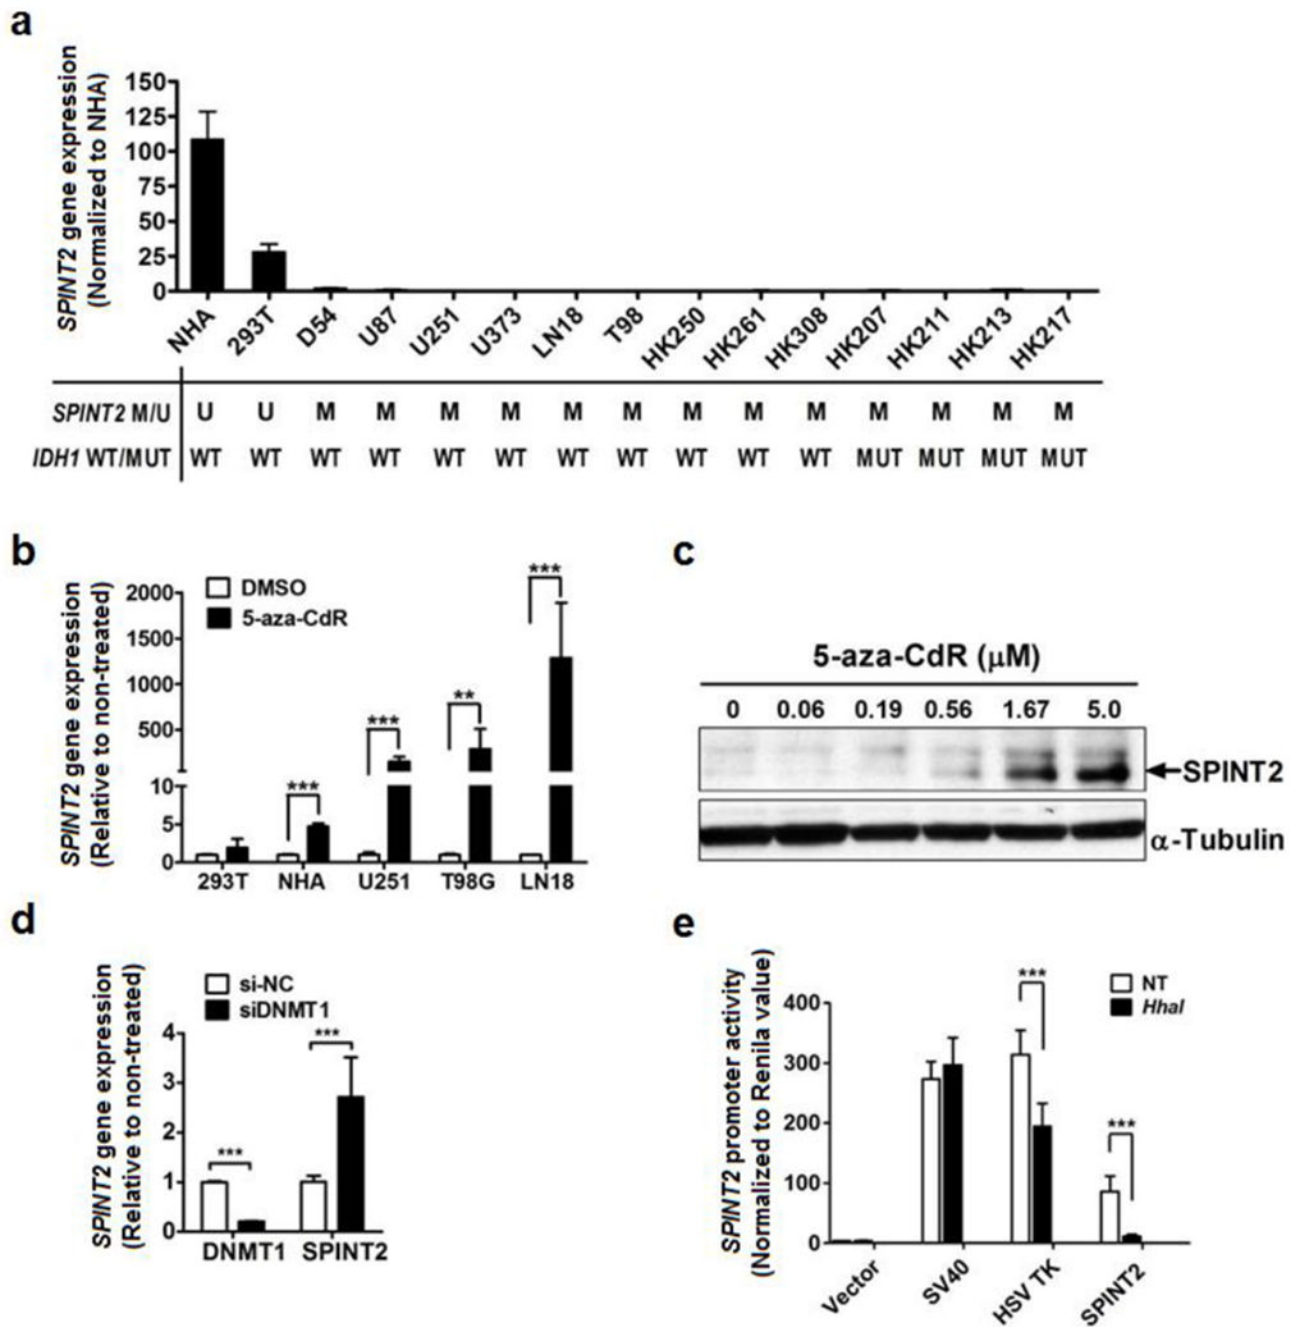 a
SPINT2 gene expression
(Normalized to NHA)
150
125
100
75
50
25
0
NHA 293T D54 U87 U251 U373 LN18 T98 HK250 HK261 HK308 HK207 HK211 HK213 HK217
SPINT2 M/U U U M M M M M M M M M M M M M
IDH1 WT/MUT WT WT WT WT WT WT WT WT WT WT WT MUT MUT MUT MUT
b
SPINT2 gene expression
(Relative to non-treated)
DMSO
5-aza-CdR
2000
1500
1000
500
10
5
0
***
***
**
***
293T NHA U251 T98G LN18
c
5-aza-CdR (μM)
0 0.06 0.19 0.56 1.67 5.0
SPINT2
α-Tubulin
d
SPINT2 gene expression
(Relative to non-treated)
si-NC
siDNMT1
4
3
2
1
0
***
***
DNMT1 SPINT2
e
SPINT2 promoter activity
(Normalized to Renila value)
NT
HhaI
400
300
200
100
0
***
***
Vector SV40 HSV TK SPINT2